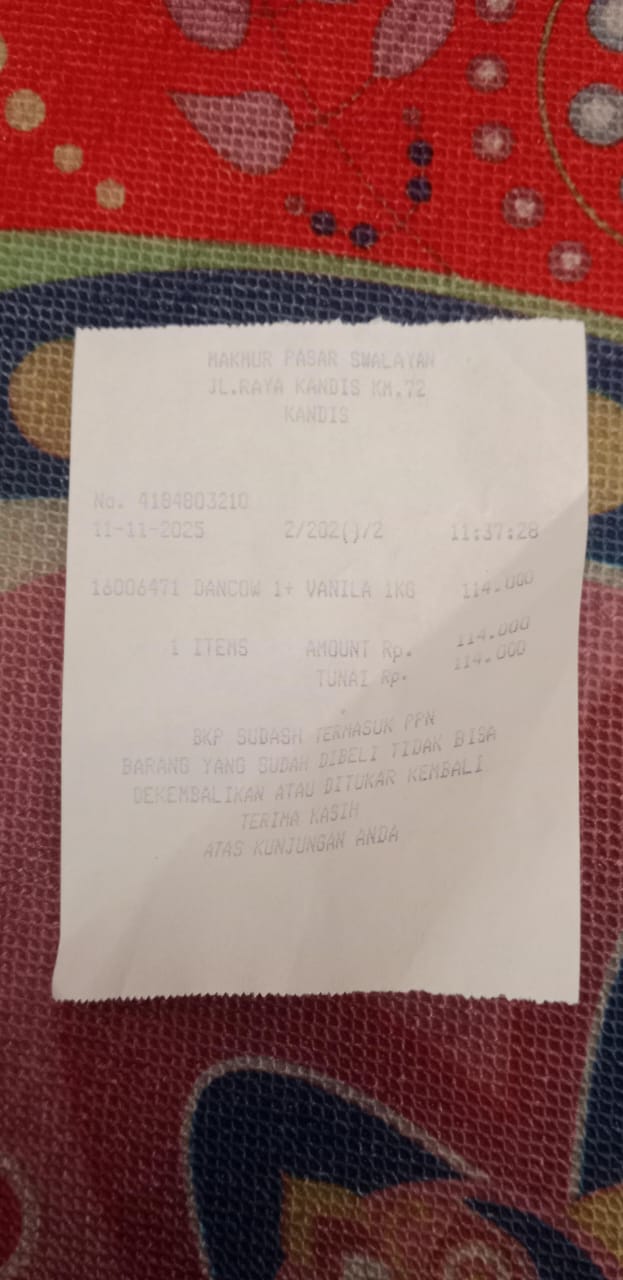 MAKMUR PASAR SWALAYAN
JL.RAYA KANDIS KM.72
KANDIS
No. 4184803210
11-11-2025 2/202()/2 11:37:28
16006471 DANCOW 1+ VANILA 1KG 114.000
1 ITEMS AMOUNT Rp. 114.000
TUNAI Rp. 114.000
BKP SUDASH TERMASUK PPN
BARANG YANG SUDAH DIBELI TIDAK BISA
DEKEMBALIKAN ATAU DITUKAR KEMBALI
TERIMA KASIH
ATAS KUNJUNGAN ANDA